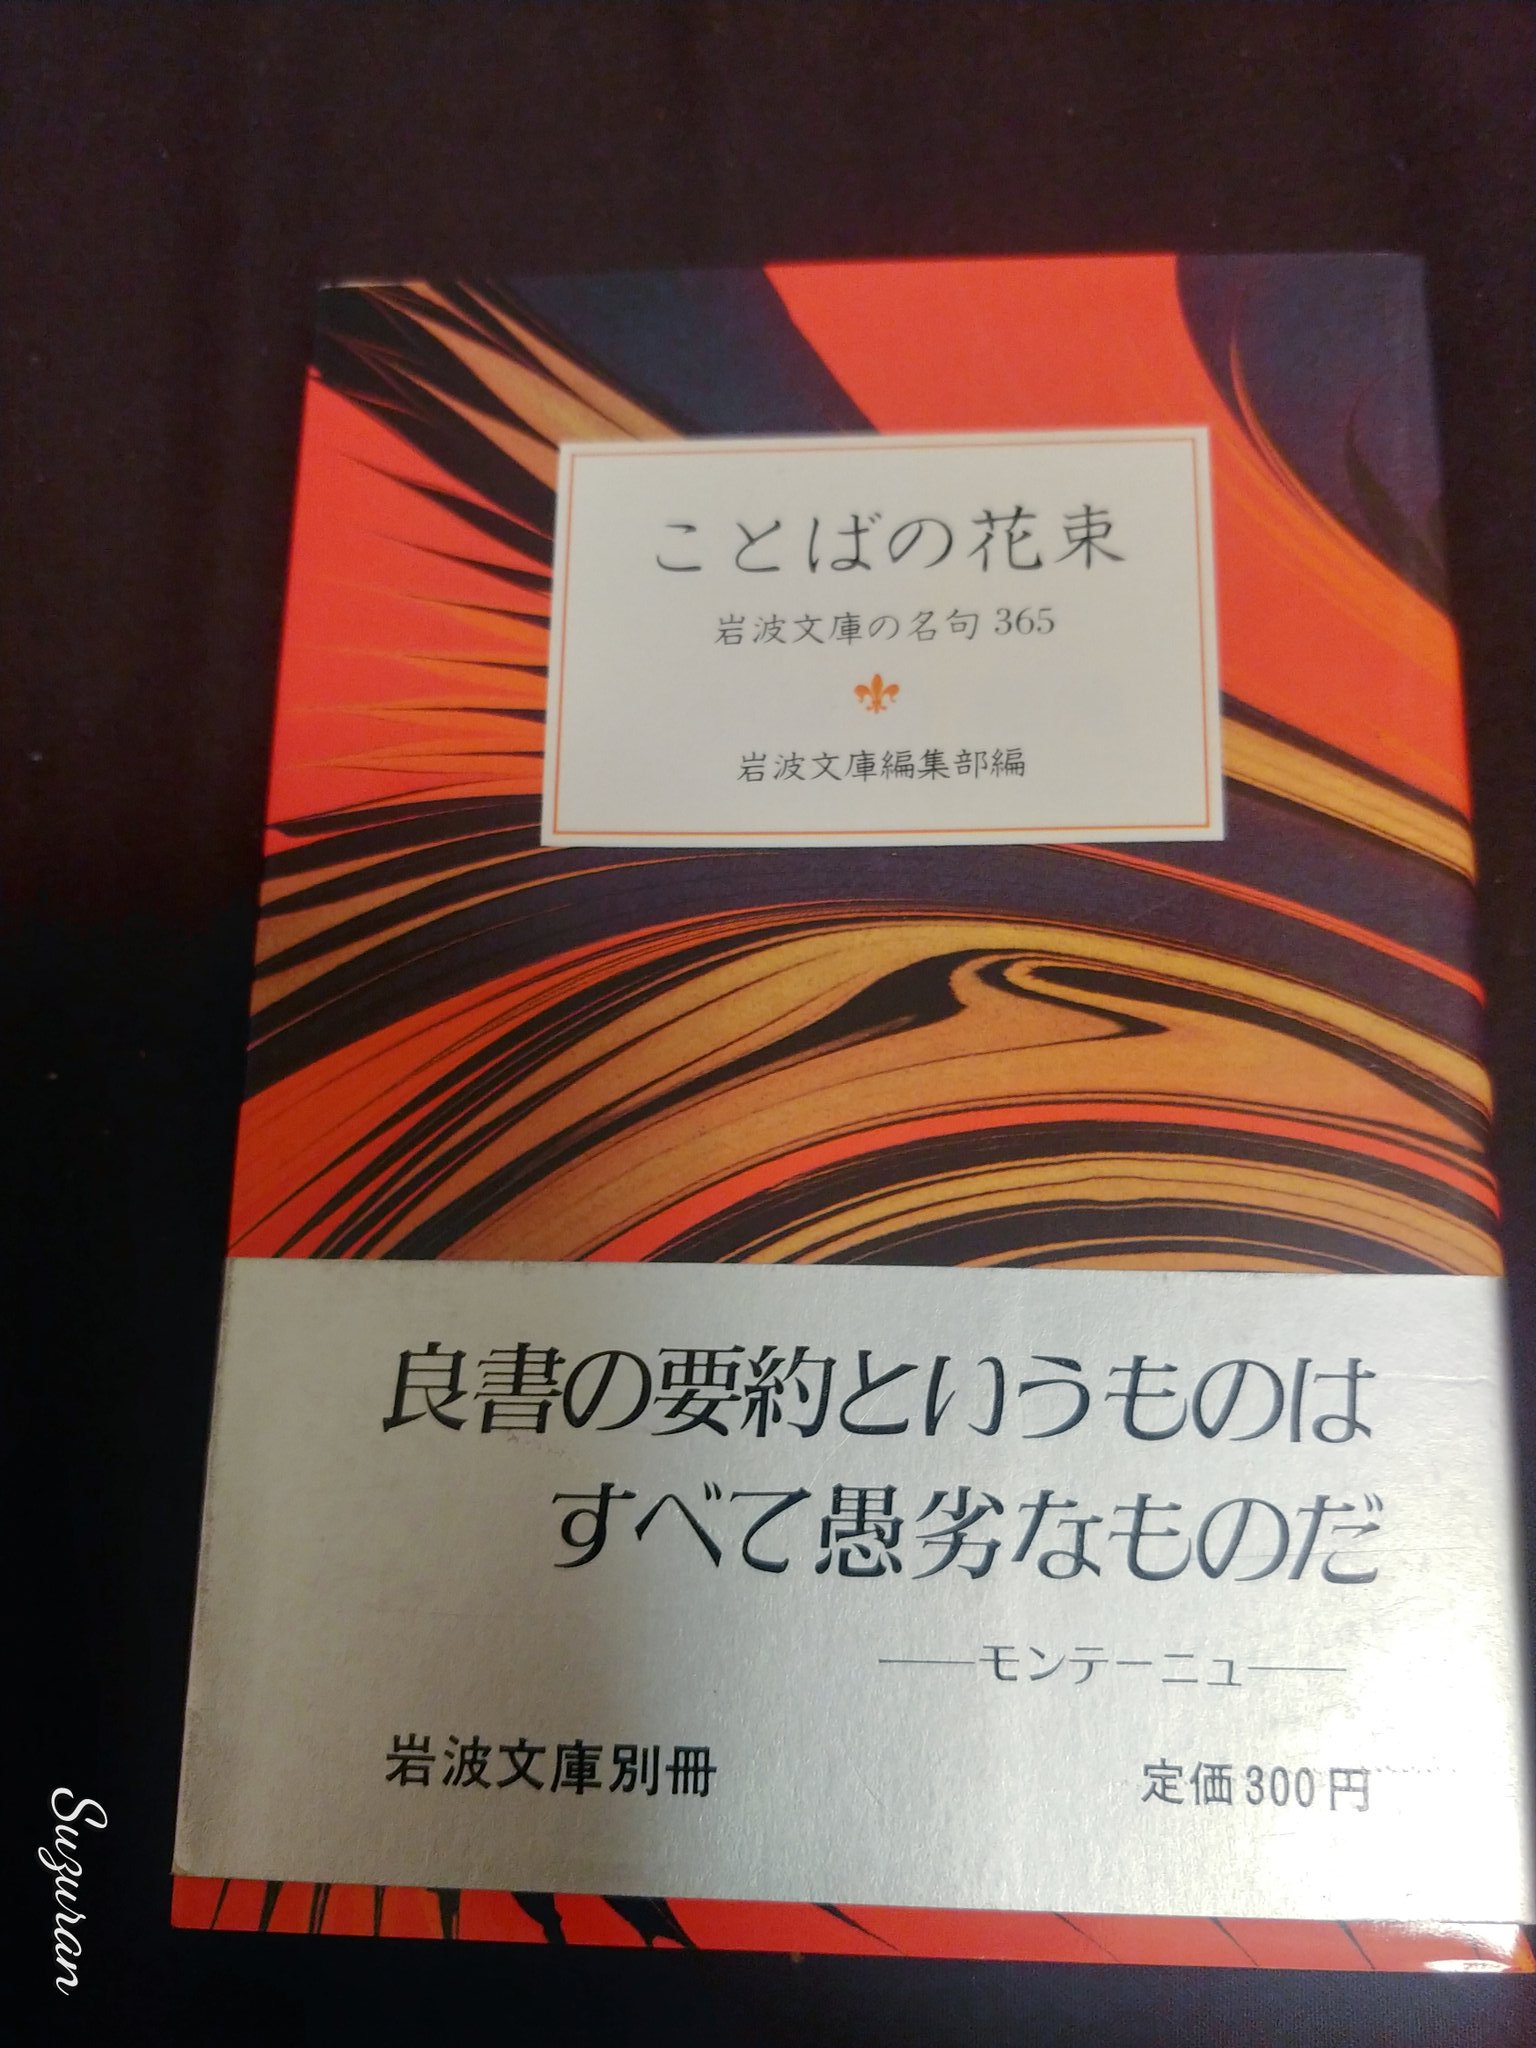 ことばの花束
岩波文庫の名句365
岩波文庫編集部編
良書の要約というものは
すべて愚劣なものだ
──モンテーニュ──
岩波文庫別冊
定価300円
Suzuran